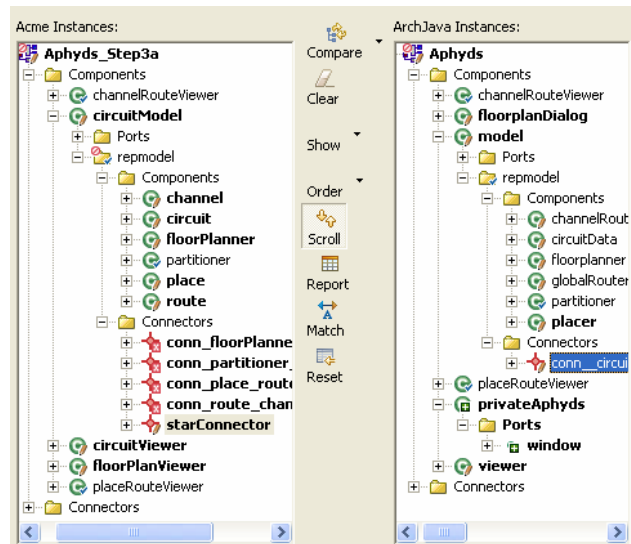 Acme Instances:
Aphyds_Step3a
Components
channelRouteViewer
circuitModel
Ports
repmodel
Components
channel
circuit
floorPlanner
partitioner
place
route
Connectors
conn_floorPlanne
conn_partitioner_
conn_place_route
conn_route_chan
starConnector
circuitViewer
floorPlanViewer
placeRouteViewer
Connectors
Compare
Clear
Show
Order
Scroll
Report
Match
Reset
ArchJava Instances:
Aphyds
Components
channelRouteViewer
floorplanDialog
model
Ports
repmodel
Components
channelRout
circuitData
floorplanner
globalRouter
partitioner
placer
Connectors
conn__circui
placeRouteViewer
privateAphyds
Ports
window
viewer
Connectors